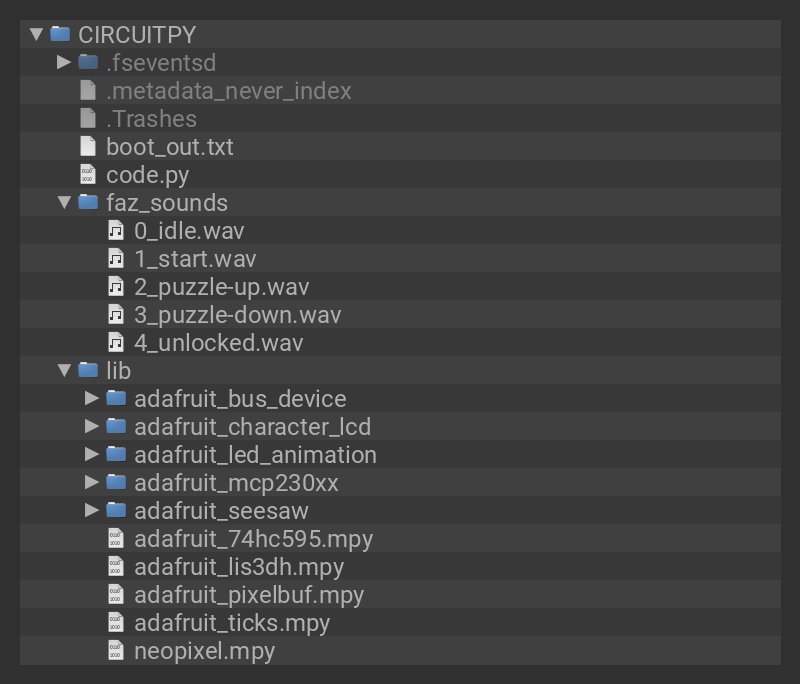 CIRCUITPY
.fseventsd
.metadata_never_index
.Trashes
boot_out.txt
code.py
faz_sounds
0_idle.wav
1_start.wav
2_puzzle-up.wav
3_puzzle-down.wav
4_unlocked.wav
lib
adafruit_bus_device
adafruit_character_lcd
adafruit_led_animation
adafruit_mcp230xx
adafruit_seesaw
adafruit_74hc595.mpy
adafruit_lis3dh.mpy
adafruit_pixelbuf.mpy
adafruit_ticks.mpy
neopixel.mpy